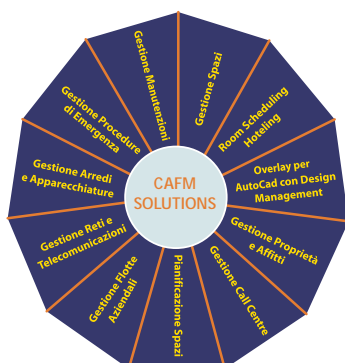 CAFM
SOLUTIONS
Gestione Spazi
Room Scheduling
Hoteling
Overlay per
AutoCad con Design
Management
Gestione Proprietà
e Affitti
Gestione Call Centre
Pianificazione Spazi
Gestione Flotte
Aziendali
Gestione Reti e
Telecomunicazioni
Gestione Arredi
e Apparecchiature
Gestione Procedure
di Emergenza
Gestione Manutenzioni